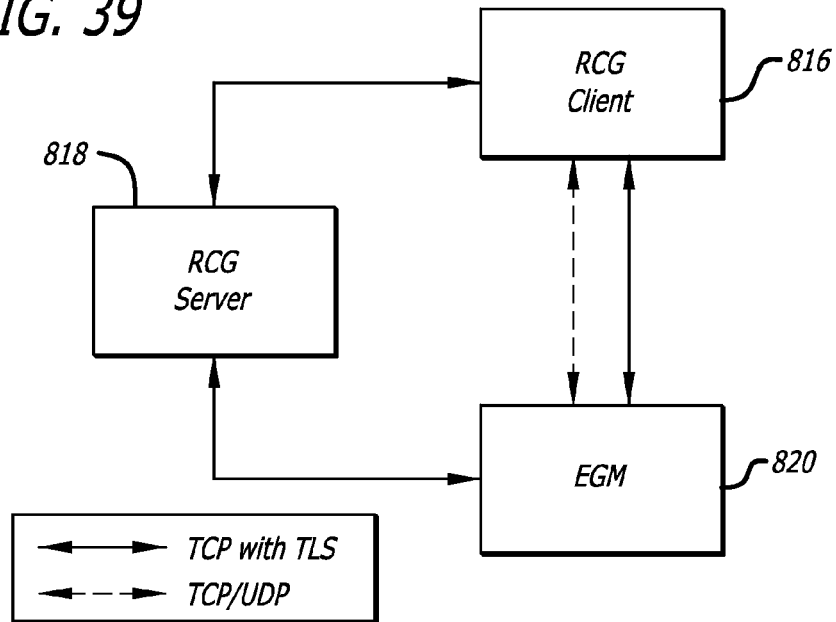 IG. 39
RCG
Client
816
818
RCG
Server
EGM
820
TCP with TLS
TCP/UDP